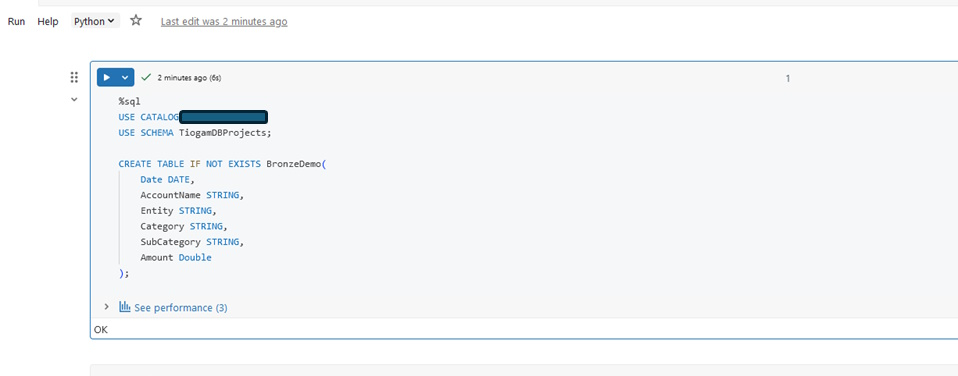 Run Help Python Last edit was 2 minutes ago
2 minutes ago (6s) 1
%sql
USE CATALOG
USE SCHEMA TiogamDBProjects;
CREATE TABLE IF NOT EXISTS BronzeDemo(
Date DATE,
AccountName STRING,
Entity STRING,
Category STRING,
SubCategory STRING,
Amount Double
);
See performance (3)
OK